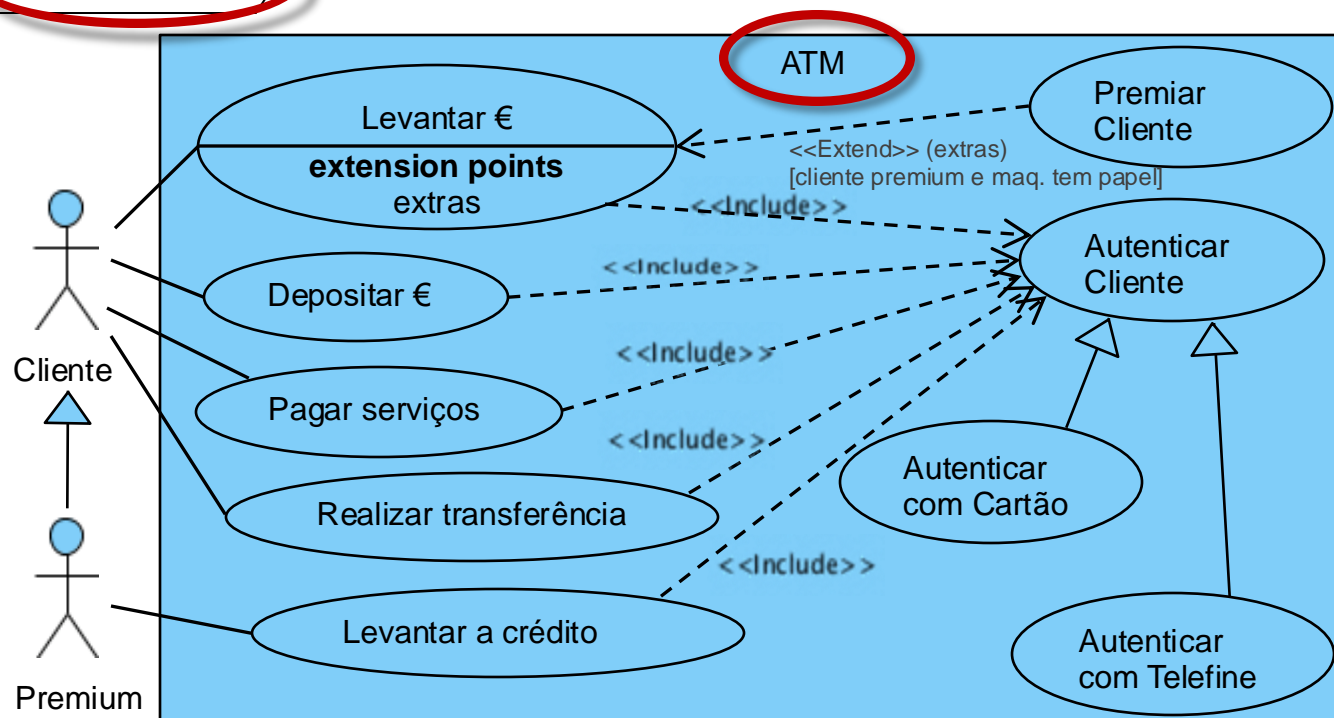 ATM
Levantar €
extension points
extras
Premiar
Cliente
<<Extend>> (extras)
[cliente premium e maq. tem papel]
<<Include>>
Autenticar
Cliente
<<Include>>
Depositar €
<<Include>>
Cliente
Pagar serviços
<<Include>>
Autenticar
com Cartão
Realizar transferência
<<Include>>
Levantar a crédito
Autenticar
com Telefine
Premium